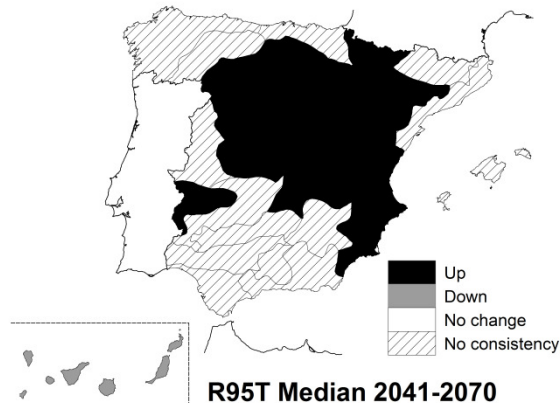 Up
Down
No change
No consistency
R95T Median 2041-2070